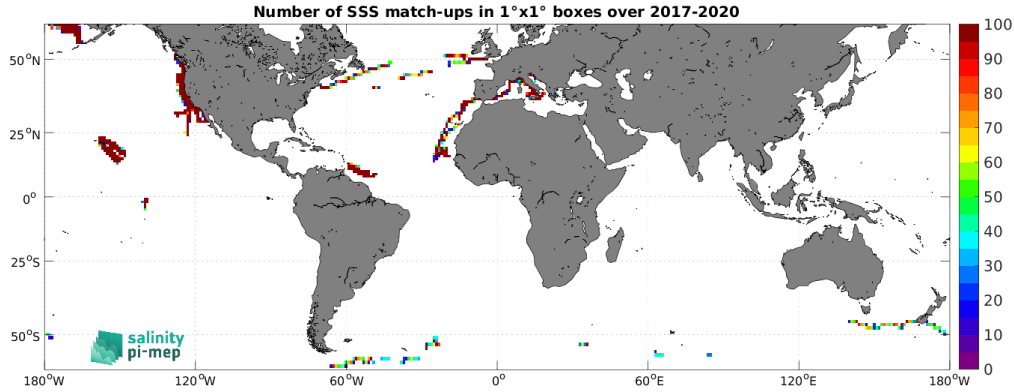 Number of SSS match-ups in 1°x1° boxes over 2017-2020
100
90
80
70
60
50
40
30
20
10
0
50°N
25°N
0°
25°S
50°S
salinity
pi-mep
180°W 120°W 60°W 0° 60°E 120°E 180°W